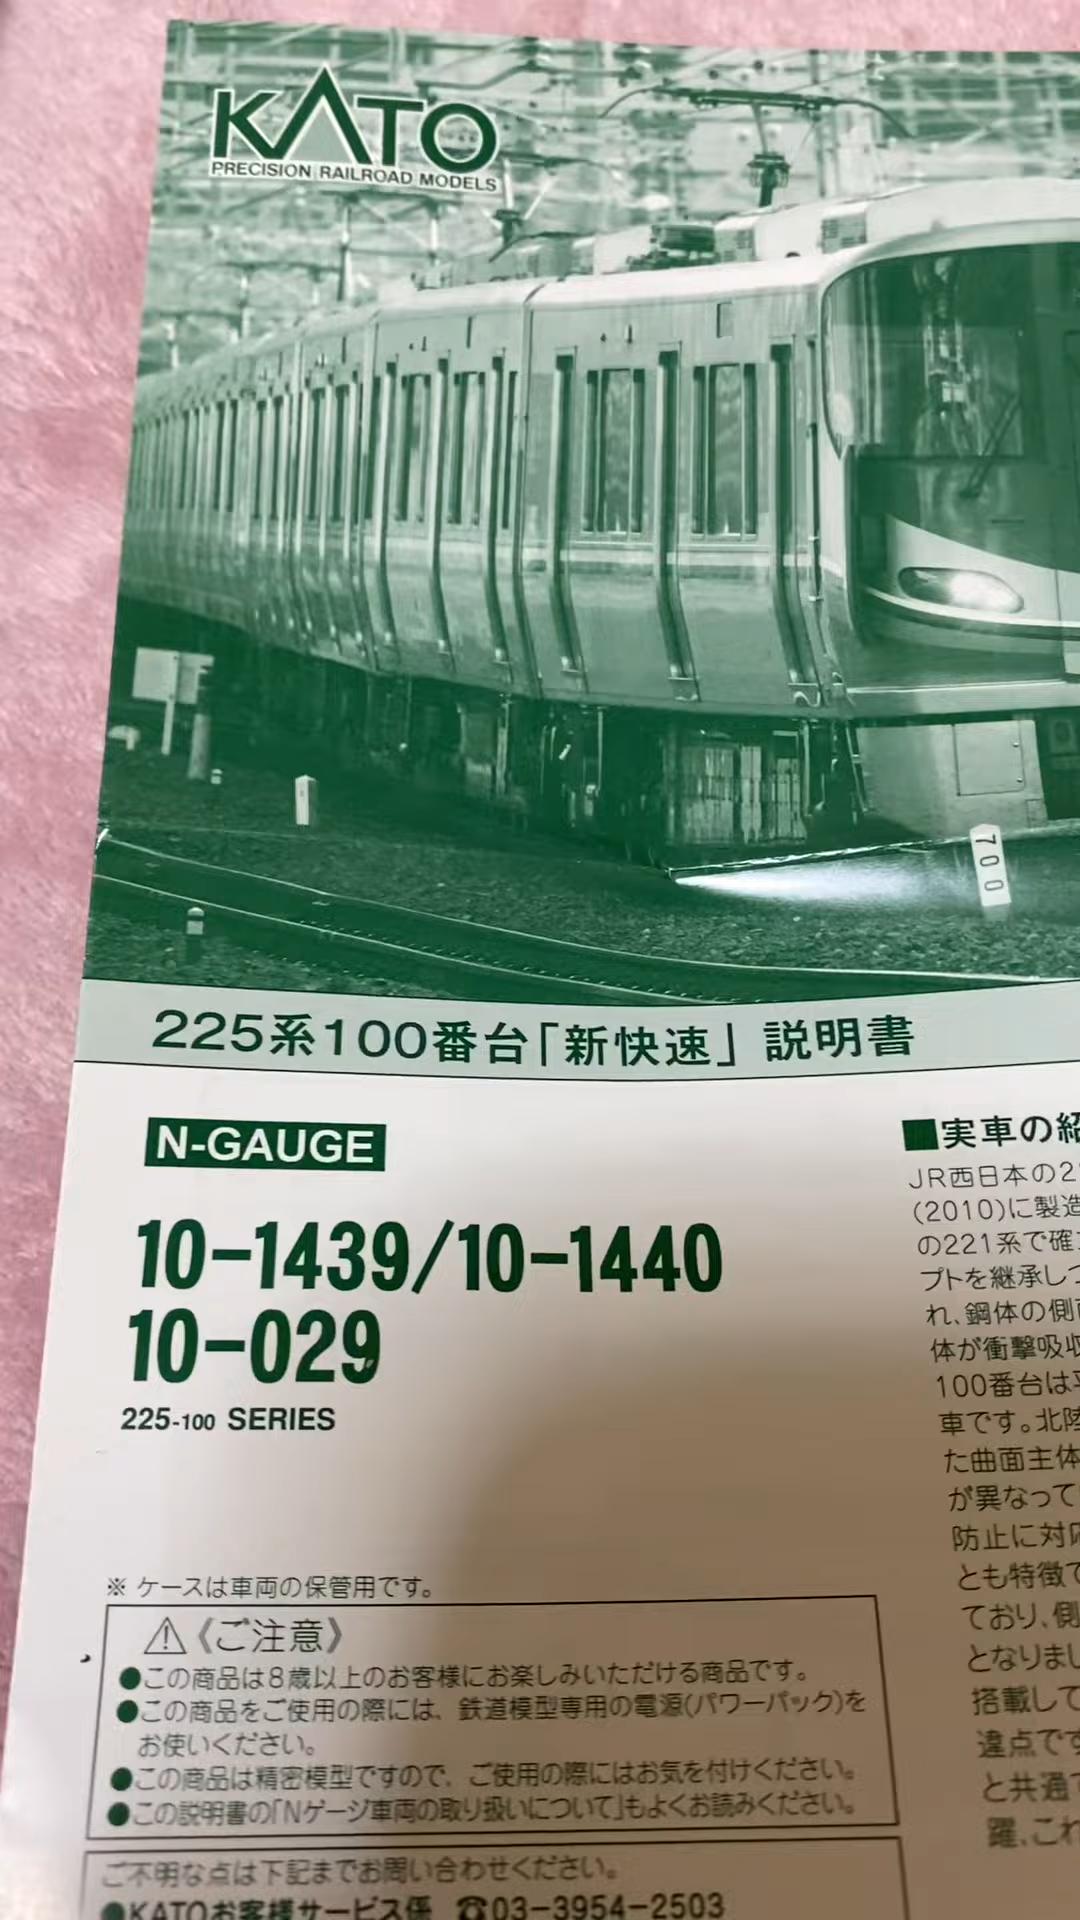 KATO
PRECISION RAILROAD MODELS
700
225系100番台「新快速」 説明書
N-GAUGE
10-1439/10-1440
10-029
225-100 SERIES
※ ケースは車両の保管用です。
⚠《ご注意》
●この商品は8歳以上のお客様にお楽しみいただける商品です。
●この商品をご使用の際には、鉄道模型専用の電源(パワーパック)を
お使いください。
●この商品は精密模型ですので、ご使用の際にはお気を付けください。
●この説明書の「Nゲージ車両の取り扱いについて」もよくお読みください。
ご不明な点は下記までお問い合わせください。
●KATOお客様サービス係 ☎03-3954-2503
■実車の紹
JR西日本の2
(2010)に製造
の221系で確
プトを継承しつ
れ、鋼体の側
体が衝撃吸収
100番台は
車です。北陸
た曲面主体
が異なって
防止に対応
とも特徴で
ており、側
となりまし
搭載して
違点です
と共通
躍、これ